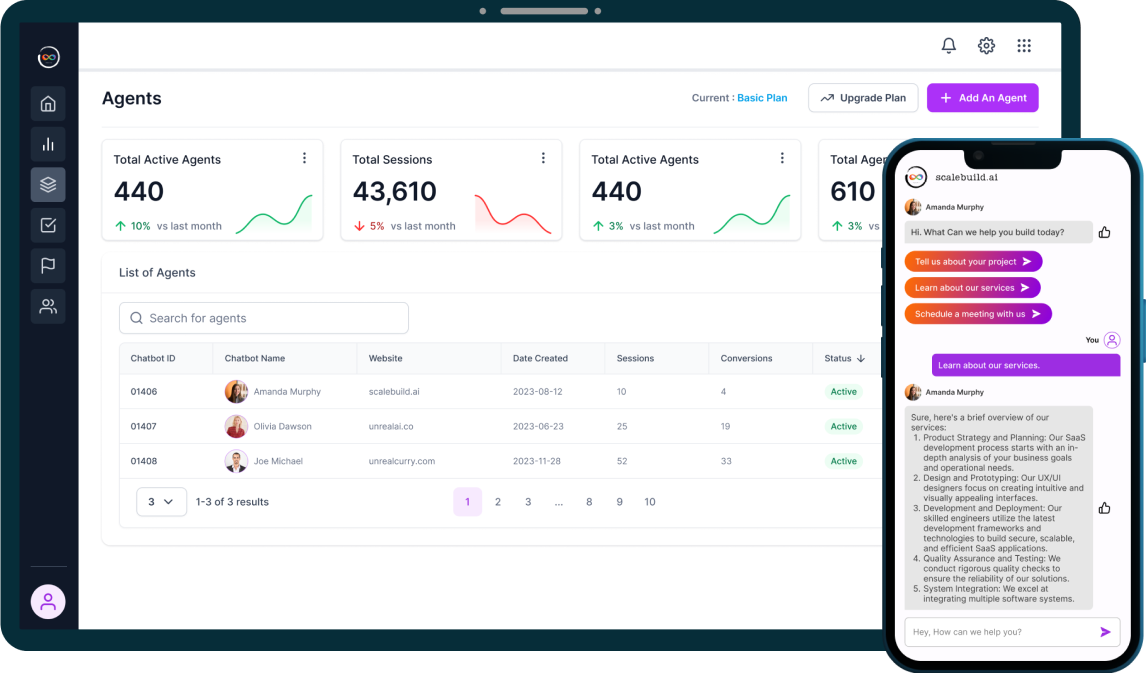 Agents
Current : Basic Plan
Upgrade Plan
Add An Agent
Total Active Agents
440
10% vs last month
Total Sessions
43,610
5% vs last month
Total Active Agents
440
3% vs last month
Total
610
3% vs
List of Agents
Search for agents
Chatbot ID Chatbot Name Website Date Created Sessions Conversions Status
01406 Amanda Murphy scalebuild.ai 2023-08-12 10 4 Active
01407 Olivia Dawson unrealai.co 2023-06-23 25 19 Active
01408 Joe Michael unrealcurry.com 2023-11-28 52 33 Active
3 1-3 of 3 results 1 2 3 ... 8 9 10
scalebuild.ai
Amanda Murphy
Hi. What Can we help you build today?
Tell us about your project
Learn about our services
Schedule a meeting with us
You
Learn about our services.
Amanda Murphy
Sure, here's a brief overview of our
services:
1. Product Strategy and Planning: Our SaaS
development process starts with an in-
depth analysis of your business goals
and operational needs.
2. Design and Prototyping: Our UX/UI
designers focus on creating intuitive and
visually appealing interfaces.
3. Development and Deployment: Our
skilled engineers utilize the latest
development frameworks and
technologies to build secure, scalable,
and efficient SaaS applications.
4. Quality Assurance and Testing: We
conduct rigorous quality checks to
ensure the reliability of our solutions.
5. System Integration: We excel at
integrating multiple software systems.
Hey, How can we help you?